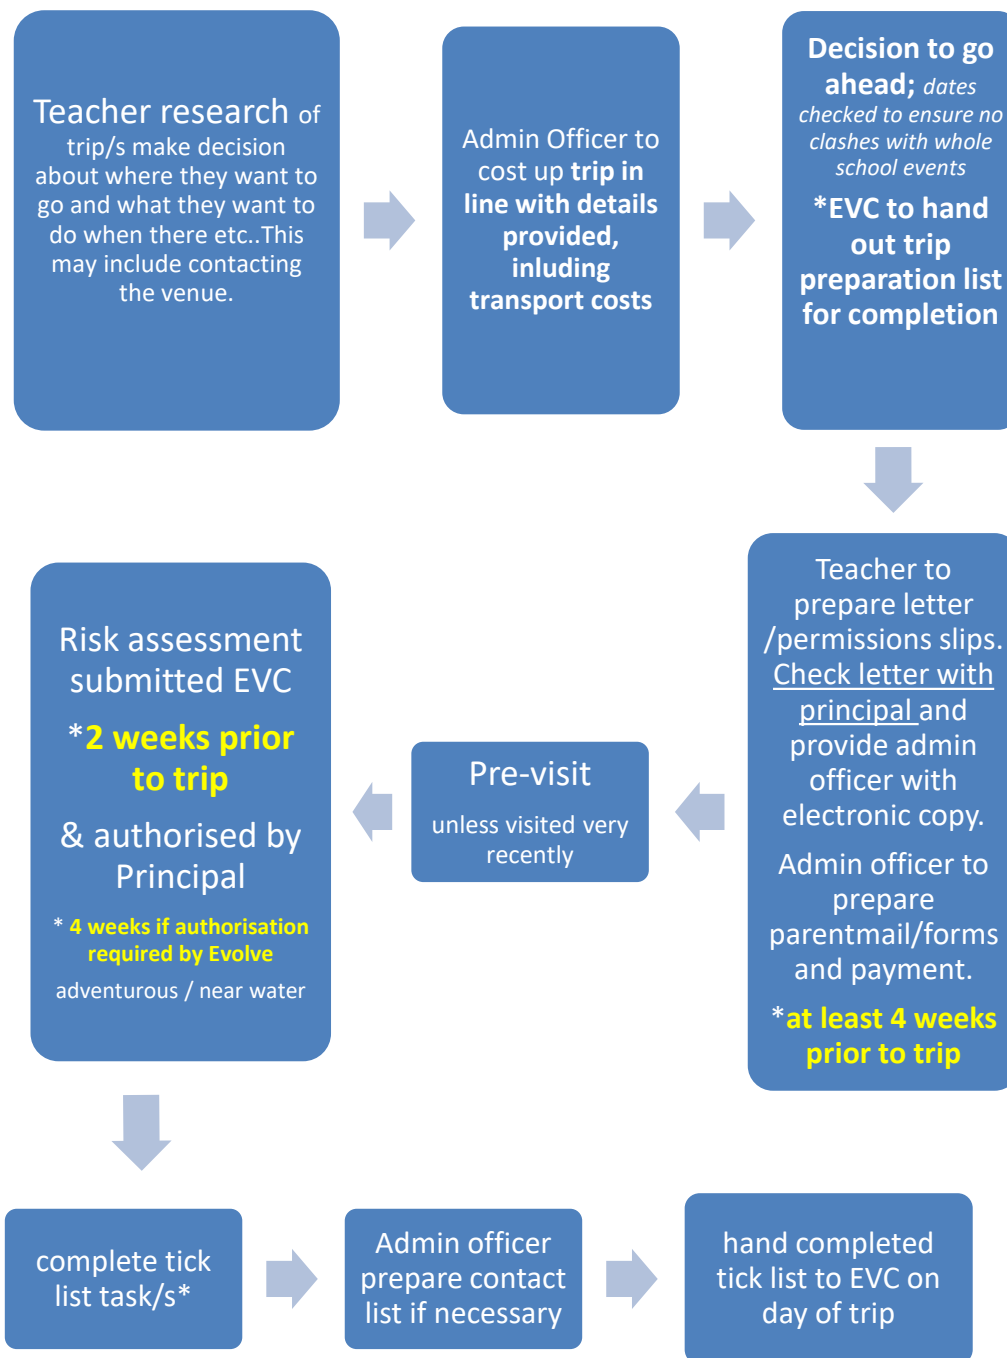 Teacher research of
trip/s make decision
about where they want to
go and what they want to
do when there etc..This
may include contacting
the venue.
Admin Officer to
cost up trip in
line with details
provided,
inluding
transport costs
Decision to go
ahead; dates
checked to ensure no
clashes with whole
school events
*EVC to hand
out trip
preparation list
for completion
Teacher to
prepare letter
/permissions slips.
Check letter with
principal and
provide admin
officer with
electronic copy.
Admin officer to
prepare
parentmail/forms
and payment.
*at least 4 weeks
prior to trip
Pre-visit
unless visited very
recently
Risk assessment
submitted EVC
*2 weeks prior
to trip
& authorised by
Principal
* 4 weeks if authorisation
required by Evolve
adventurous / near water
complete tick
list task/s*
Admin officer
prepare contact
list if necessary
hand completed
tick list to EVC on
day of trip